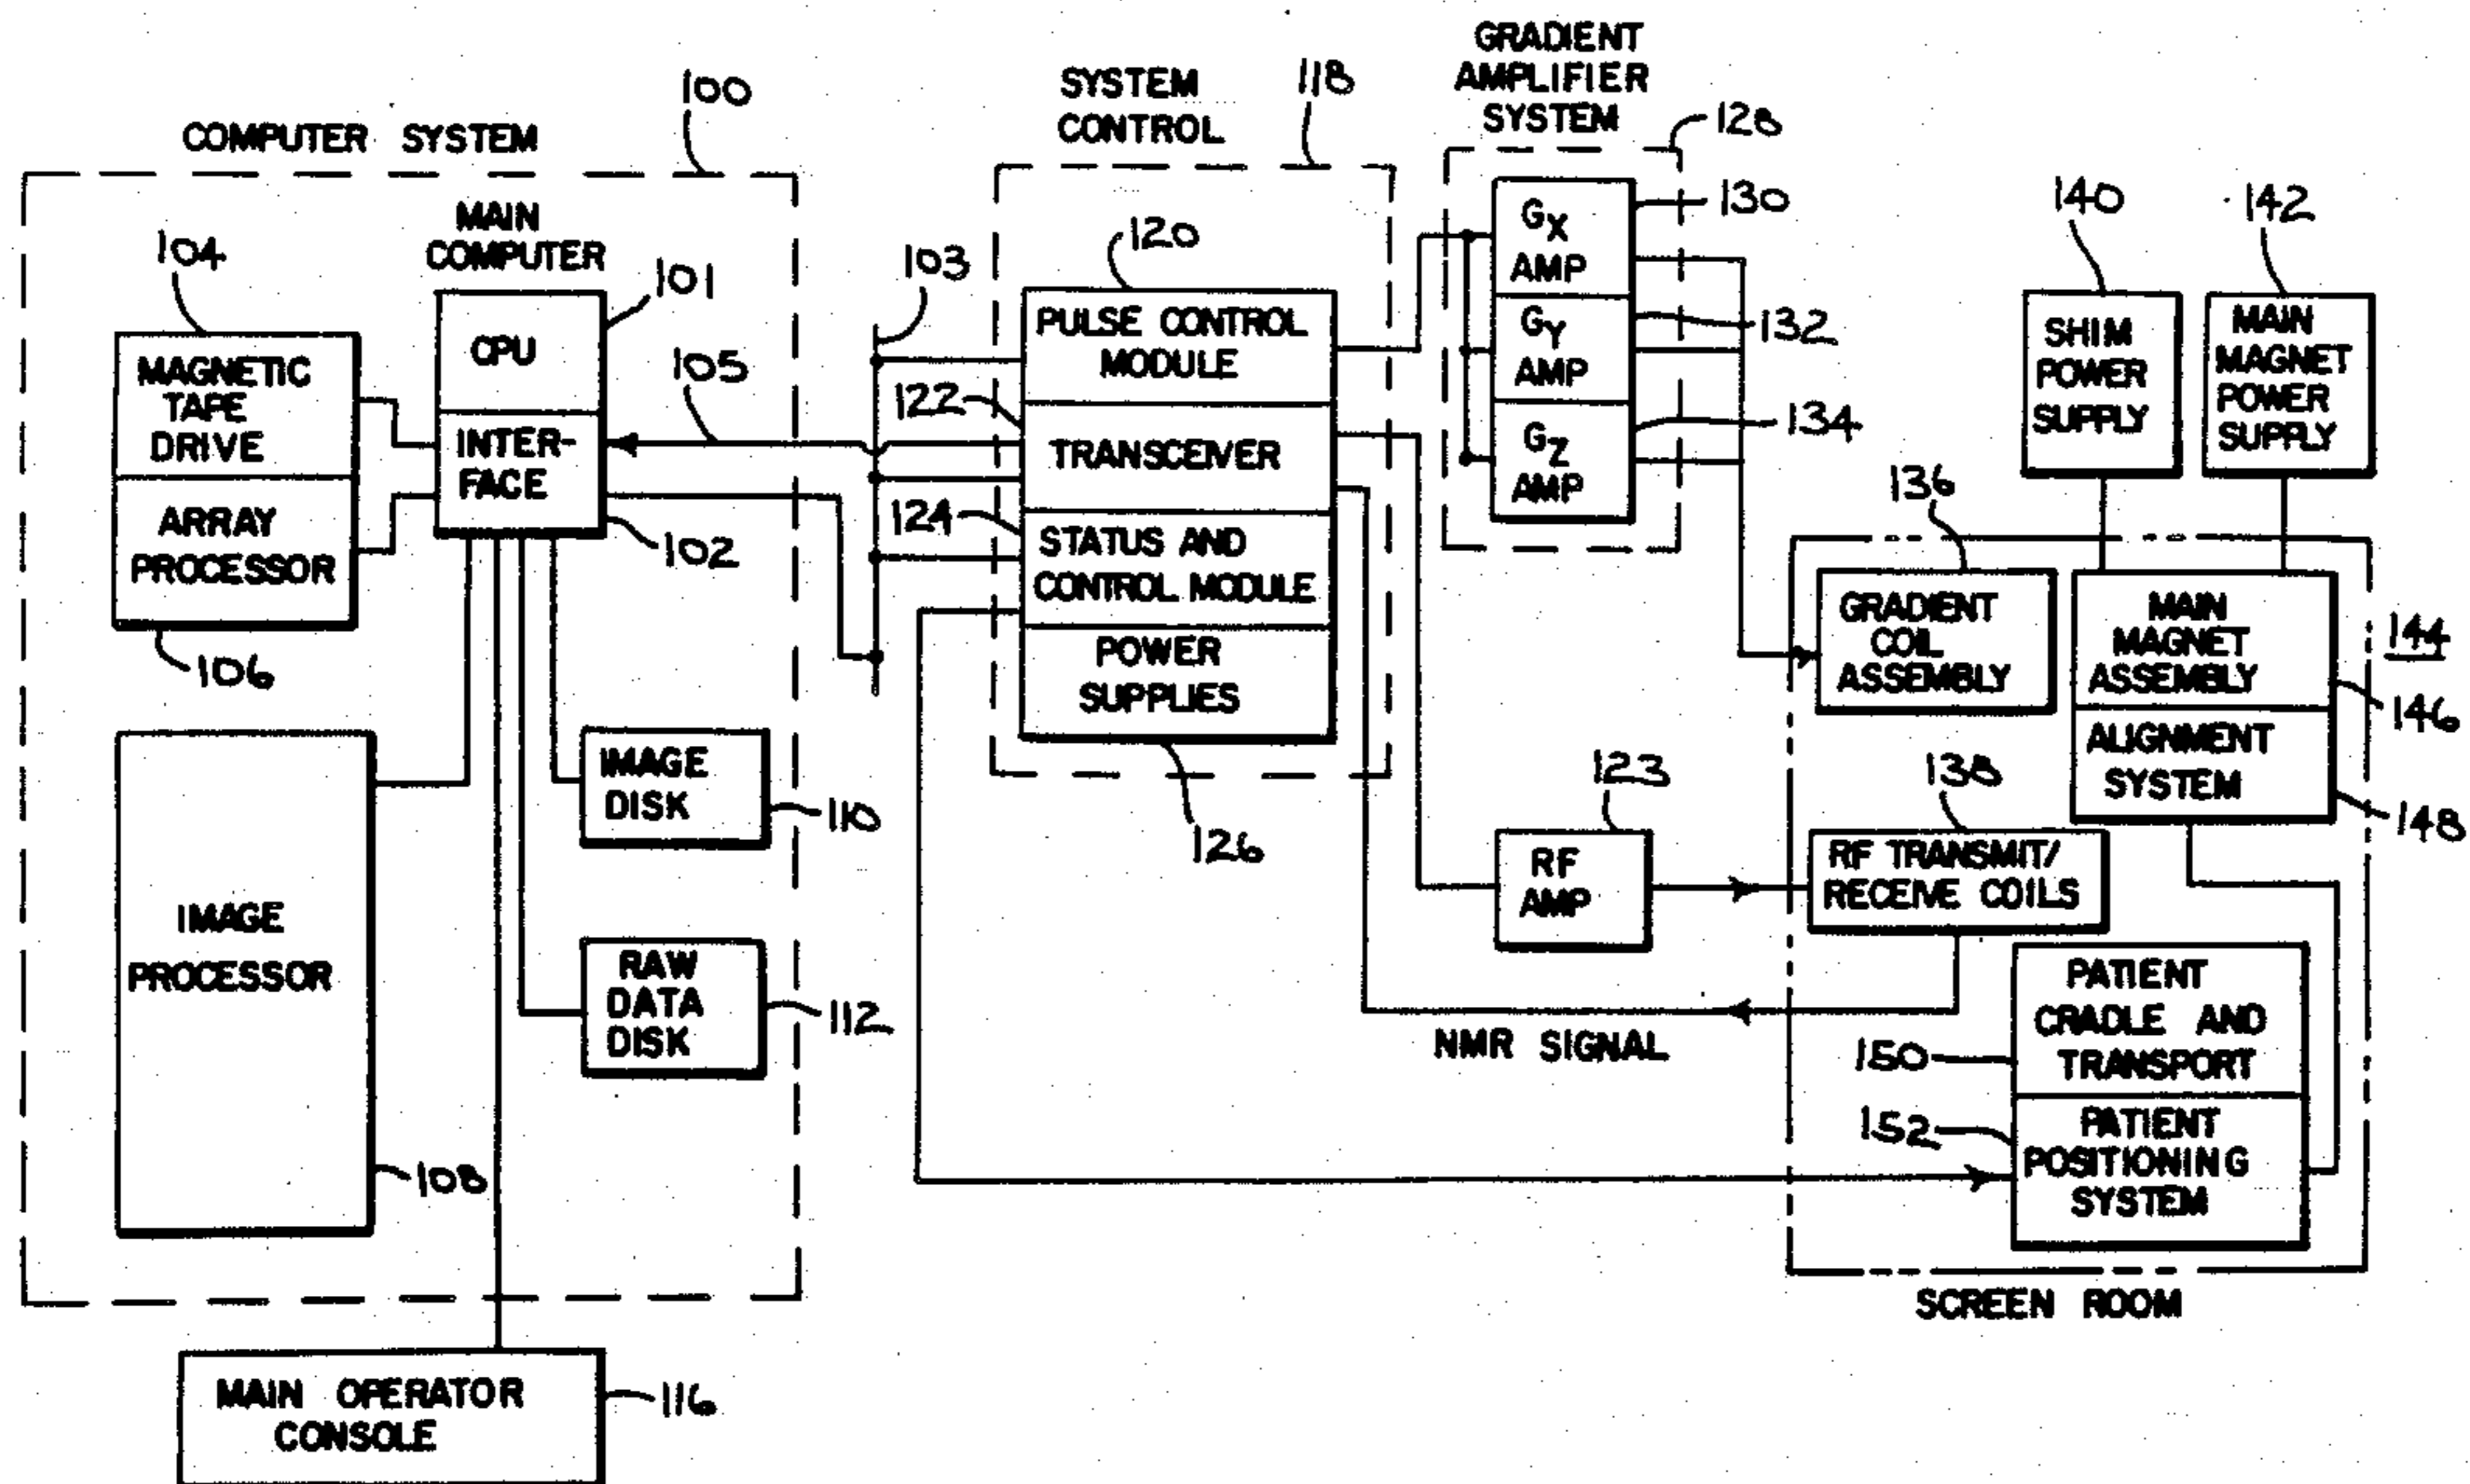 COMPUTER SYSTEM
100
MAIN
COMPUTER
104
101
CPU
MAGNETIC
TAPE
DRIVE
INTER-
FACE
105
103
ARRAY
PROCESSOR
102
106
IMAGE
PROCESSOR
108
IMAGE
DISK
110
RAW
DATA
DISK
112
MAIN OPERATOR
CONSOLE
116
SYSTEM
CONTROL
118
120
PULSE CONTROL
MODULE
122
TRANSCEIVER
124
STATUS AND
CONTROL MODULE
POWER
SUPPLIES
126
GRADIENT
AMPLIFIER
SYSTEM
128
GX
AMP
130
GY
AMP
132
GZ
AMP
134
140
SHIM
POWER
SUPPLY
142
MAIN
MAGNET
POWER
SUPPLY
136
GRADIENT
COIL
ASSEMBLY
MAIN
MAGNET
ASSEMBLY
144
146
ALIGNMENT
SYSTEM
148
123
RF
AMP
138
RF TRANSMIT/
RECEIVE COILS
NMR SIGNAL
PATIENT
CRADLE AND
TRANSPORT
150
152
PATIENT
POSITIONING
SYSTEM
SCREEN ROOM